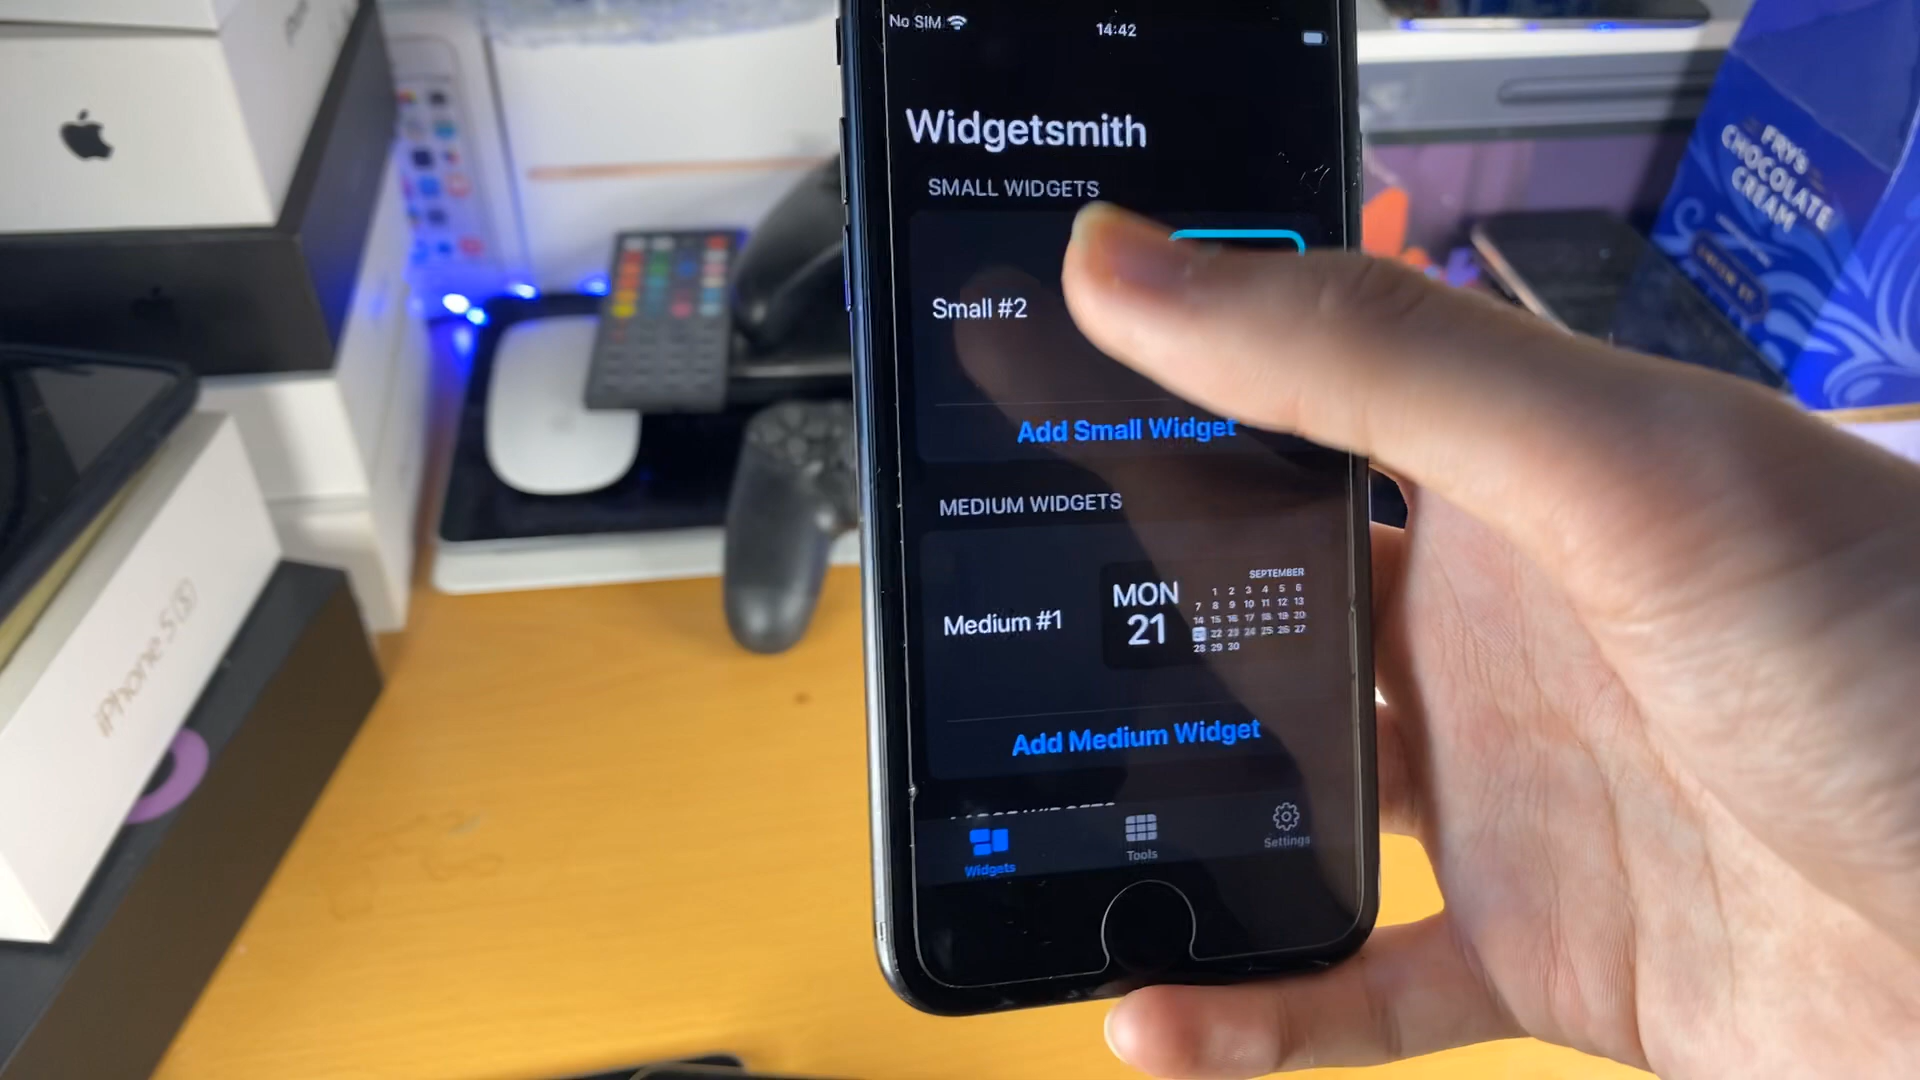 No SIM
14:42
Widgetsmith
SMALL WIDGETS
Small #2
Add Small Widget
MEDIUM WIDGETS
Medium #1
MON
21
SEPTEMBER
1 2 3 4 5 6
7 8 9 10 11 12 13
14 15 16 17 18 19 20
22 23 24 25 26 27
28 29 30
Add Medium Widget
Widgets
Tools
Settings
iPhone 5s
FRY'S
CHOCOLATE
CREAM